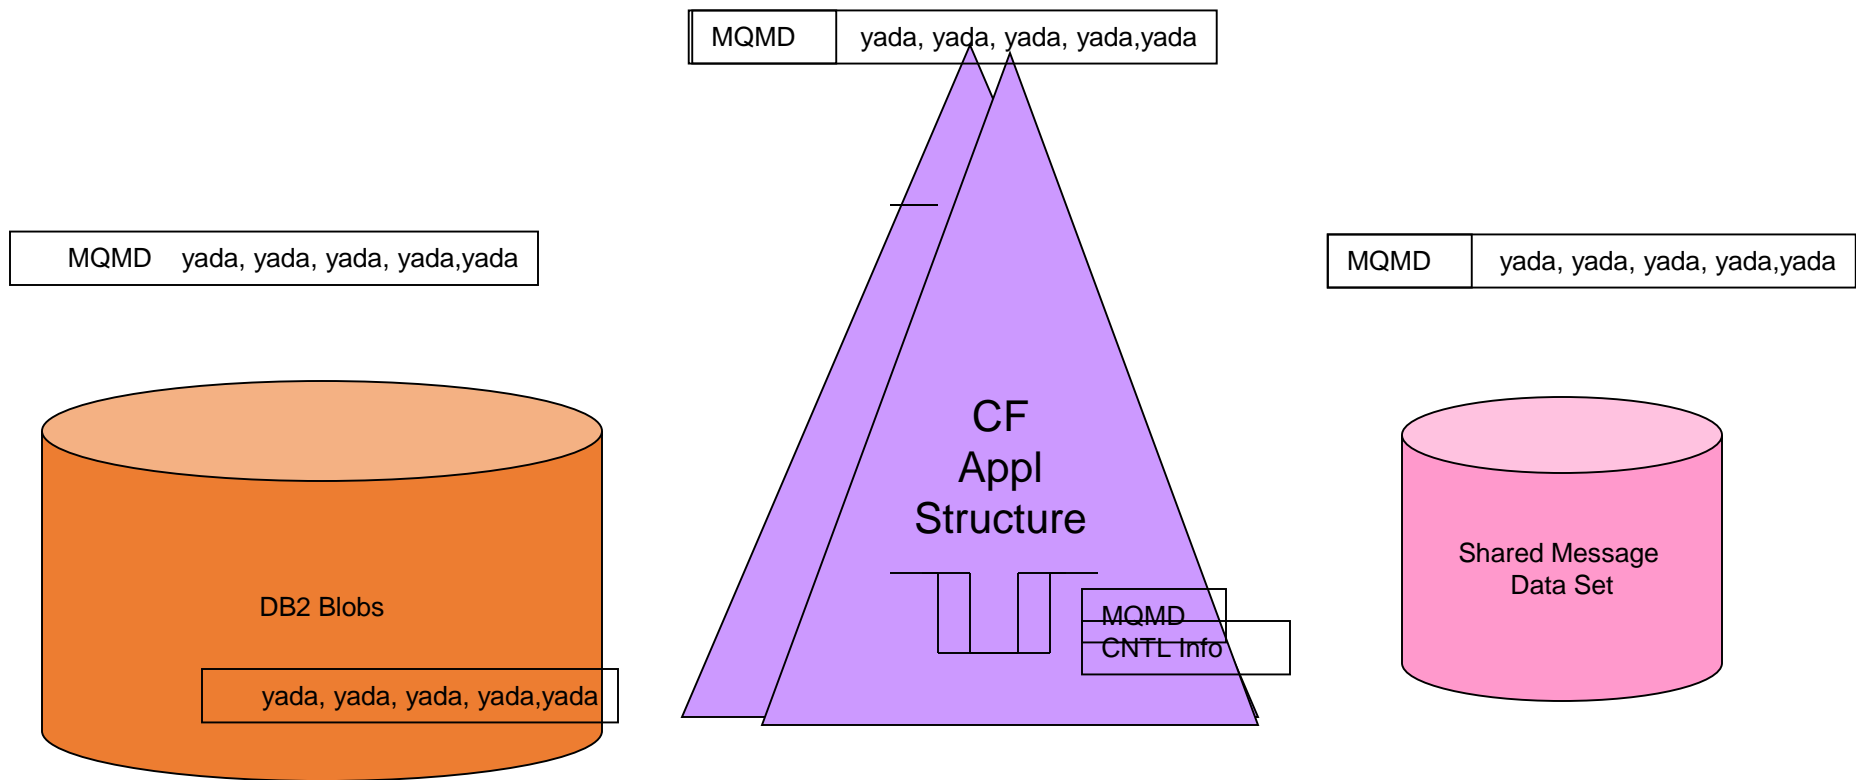 MQMD yada, yada, yada, yada,yada
MQMD yada, yada, yada, yada,yada
MQMD yada, yada, yada, yada,yada
CF
Appl
Structure
Shared Message
Data Set
DB2 Blobs
MQMD
CNTL Info
yada, yada, yada, yada,yada